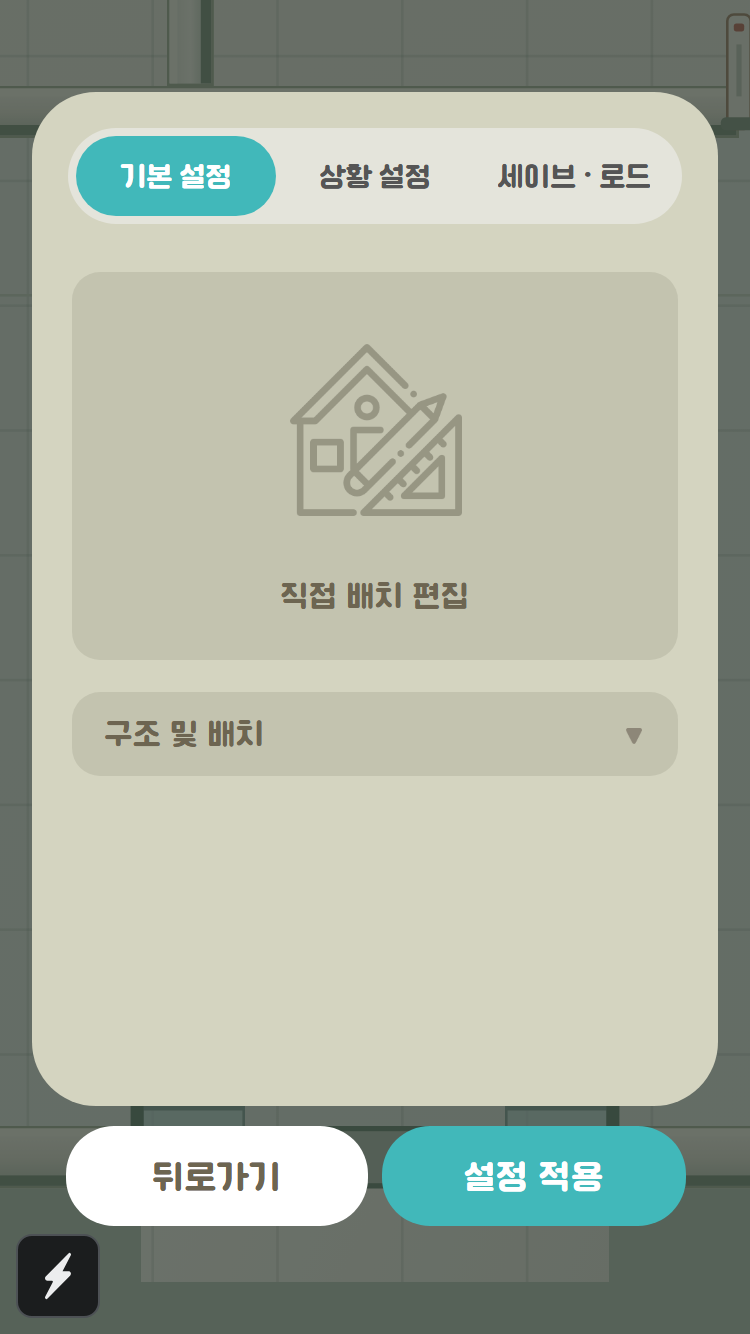 기본 설정
상황 설정
세이브 · 로드
직접 배치 편집
구조 및 배치
뒤로가기
설정 적용